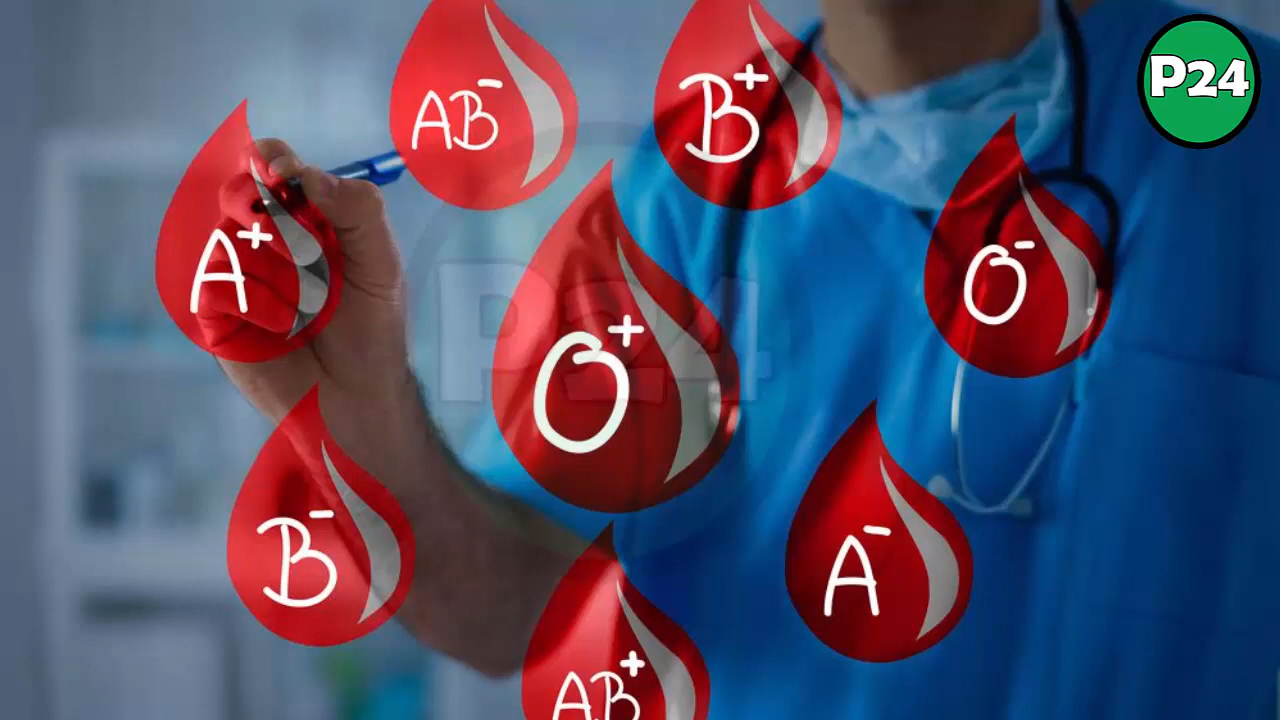 AB-
B+
P24
A+
O-
P24
O+
B-
A-
AB+